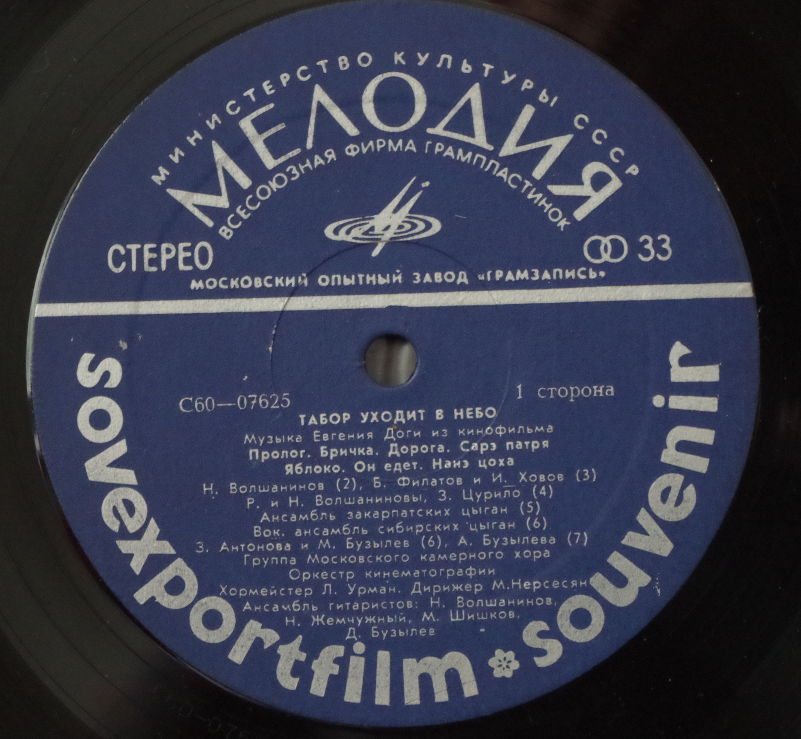 МИНИСТЕРСТВО КУЛЬТУРЫ СССР
МЕЛОДИЯ
ВСЕСОЮЗНАЯ ФИРМА ГРАМПЛАСТИНОК
СТЕРЕО
33
МОСКОВСКИЙ ОПЫТНЫЙ ЗАВОД «ГРАМЗАПИСЬ»
С60—07625
1 сторона
ТАБОР УХОДИТ В НЕБО
Музыка Евгения Доги из кинофильма
Пролог. Бричка. Дорога. Сарэ патря
Яблоко. Он едет. Нанэ цоха
Н. Волшанинов (2), Б. Филатов и И. Ховов (3)
Р. и Н. Волшаниновы, З. Цурило (4)
Ансамбль закарпатских цыган (5)
Вок. ансамбль сибирских цыган (6)
З. Антонова и М. Бузылев (6), А. Бузылева (7)
Группа Московского камерного хора
Оркестр кинематографии
Хормейстер Л. Урман. Дирижер М.Нерсесян
Ансамбль гитаристов: Н. Волшанинов,
Н. Жемчужный, М. Шишков,
Д. Бузылев
sovexportfilm souvenir